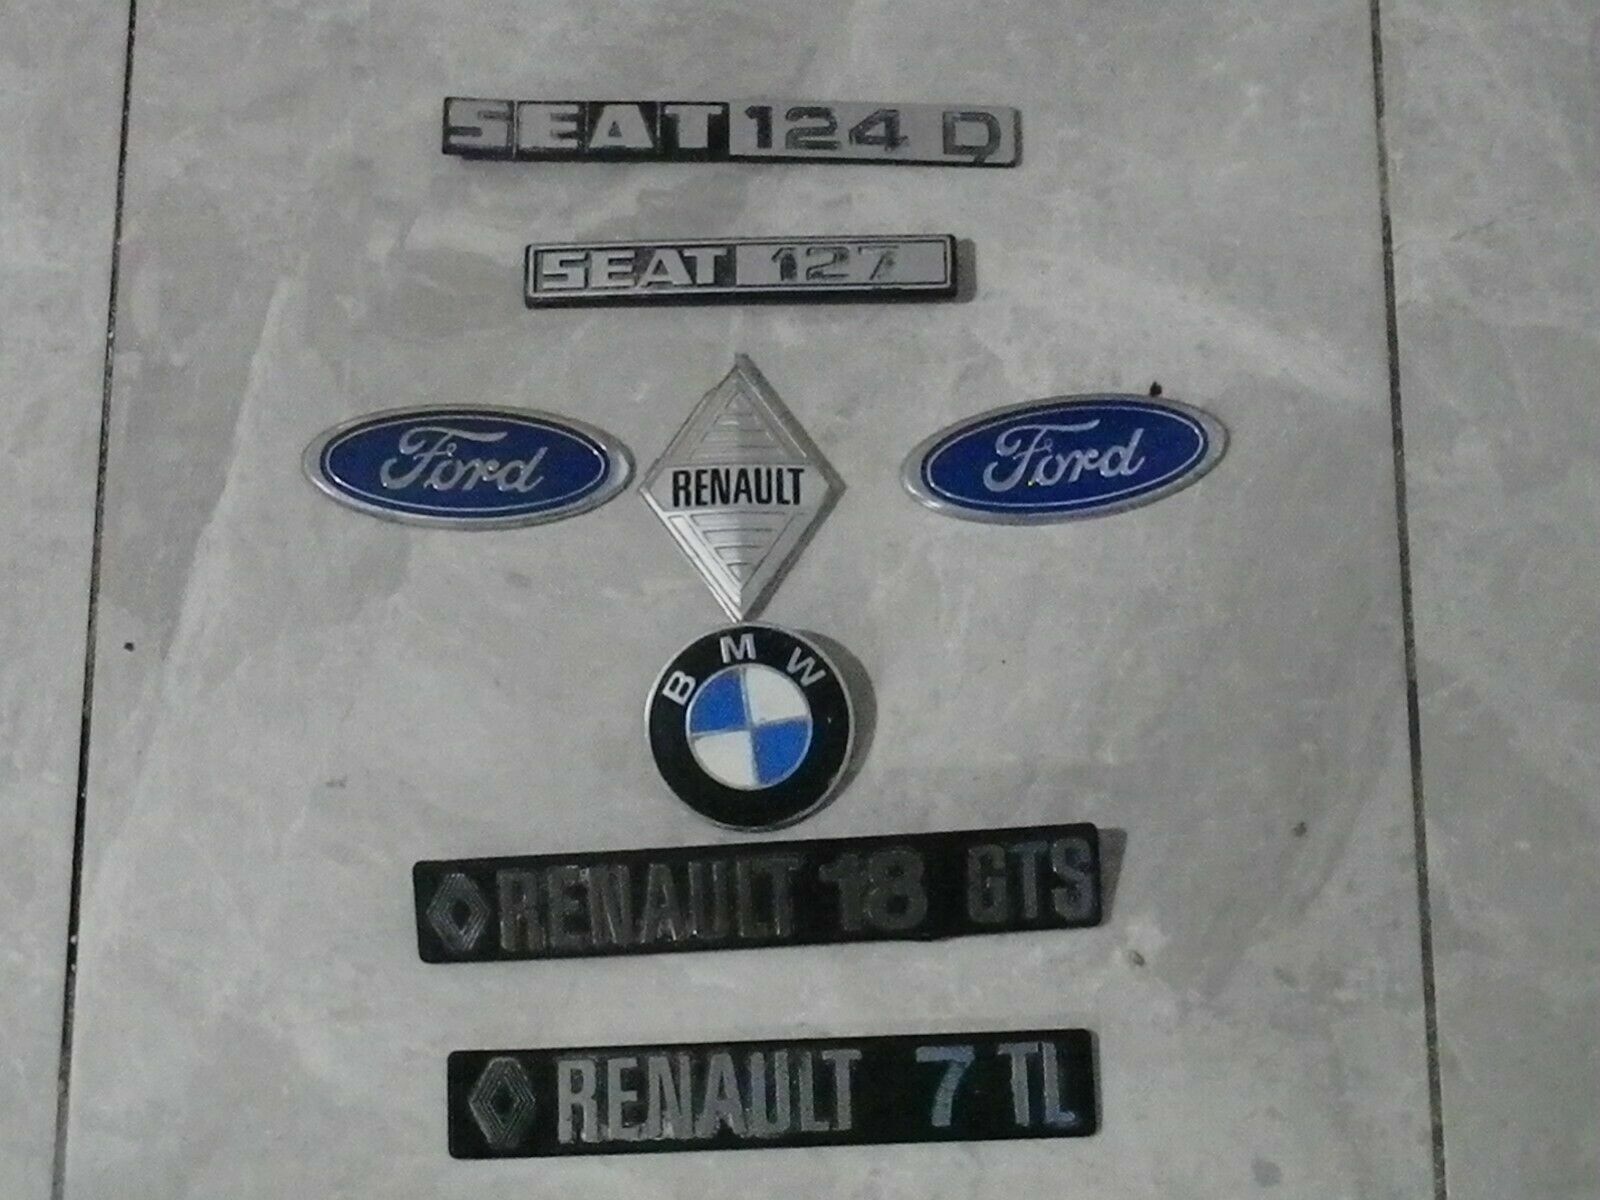 SEAT 124 D
SEAT 127
Ford
RENAULT
Ford
BMW
RENAULT 18 GTS
RENAULT 7 TL